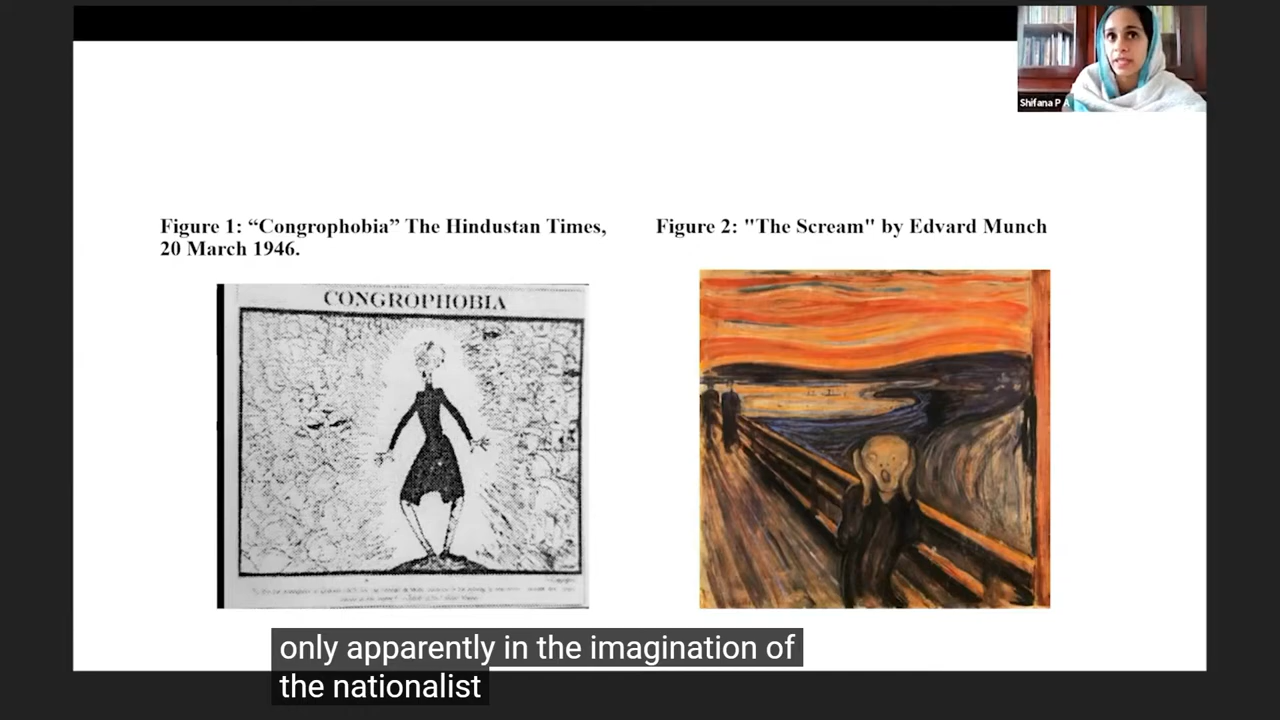 Shifana P A
Figure 1: “Congrophobia” The Hindustan Times,
20 March 1946.
Figure 2: "The Scream" by Edvard Munch
CONGROPHOBIA
only apparently in the imagination of
the nationalist